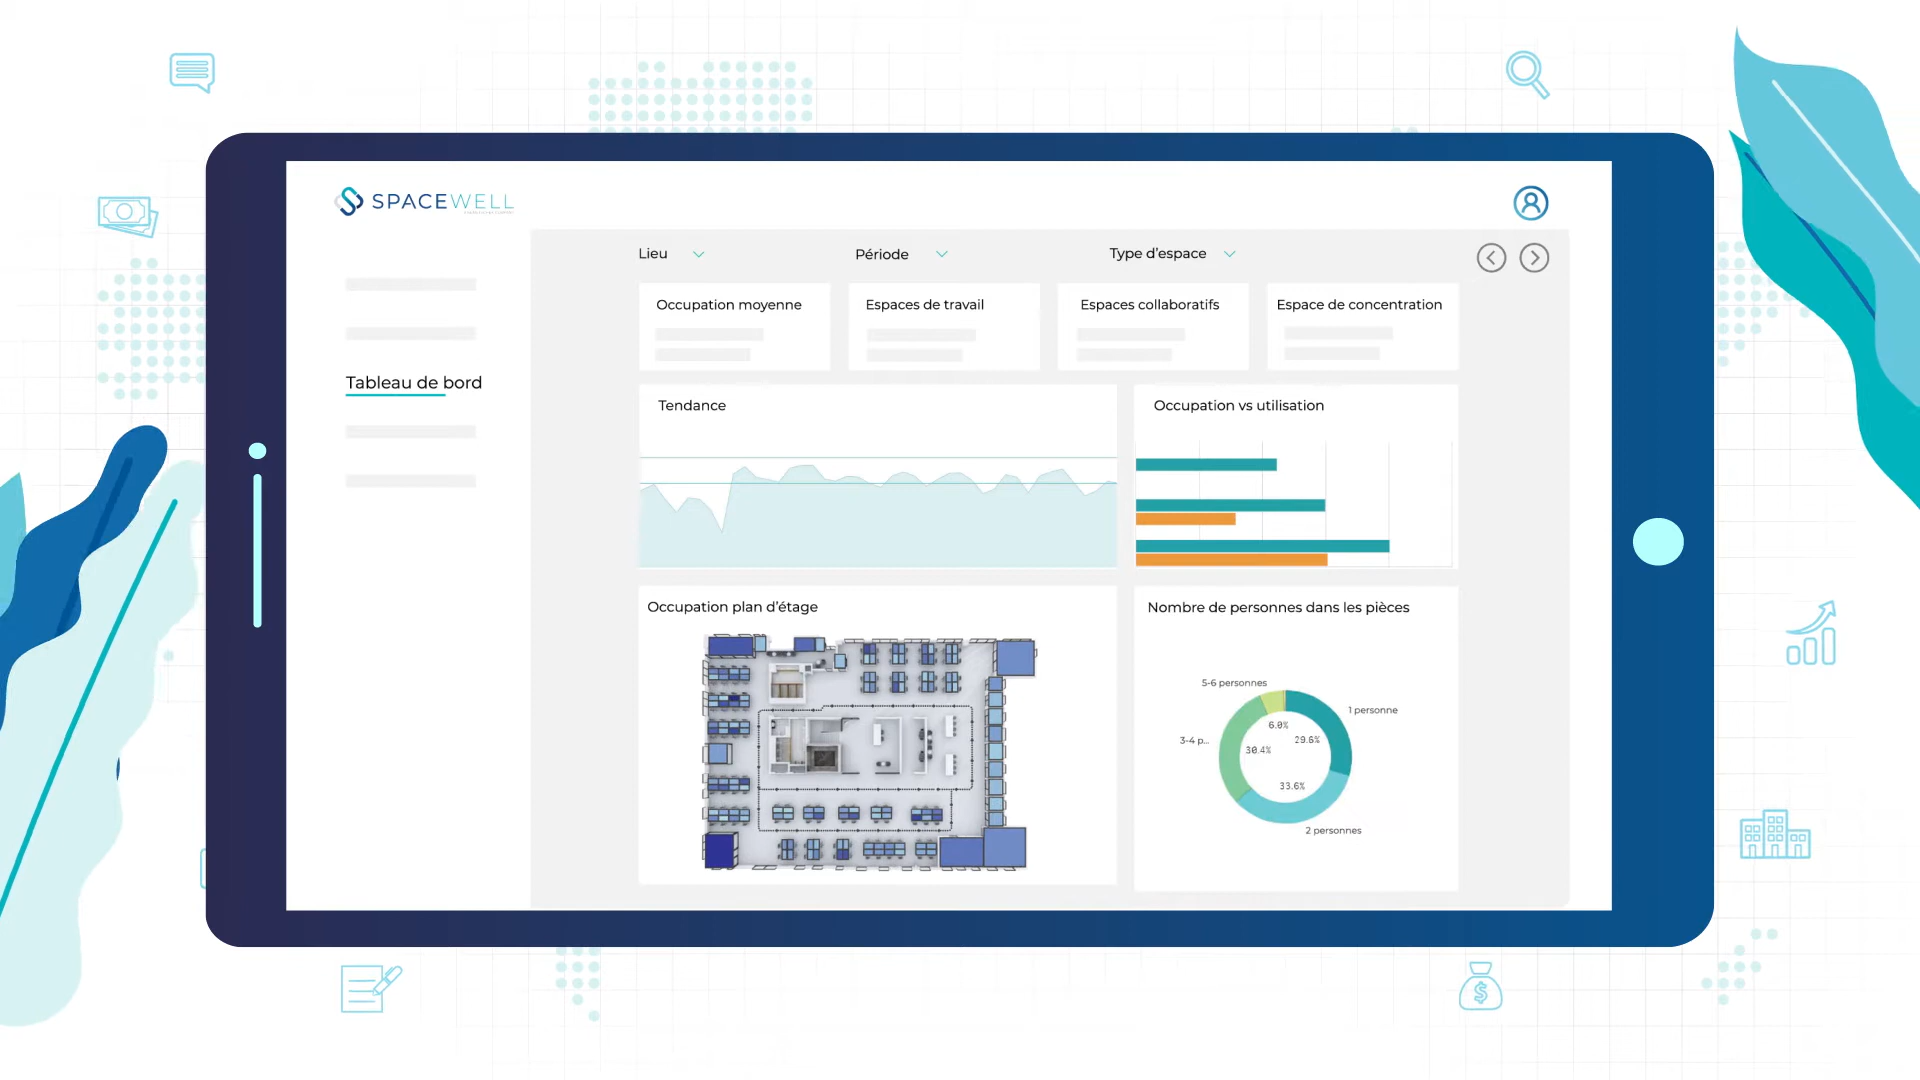 SPACEWELL
Lieu
Période
Type d’espace
Occupation moyenne
Espaces de travail
Espaces collaboratifs
Espace de concentration
Tableau de bord
Tendance
Occupation vs utilisation
Occupation plan d’étage
Nombre de personnes dans les pièces
5-6 personnes
1 personne
6.0%
29.6%
3-4 p...
30.4%
33.6%
2 personnes
$